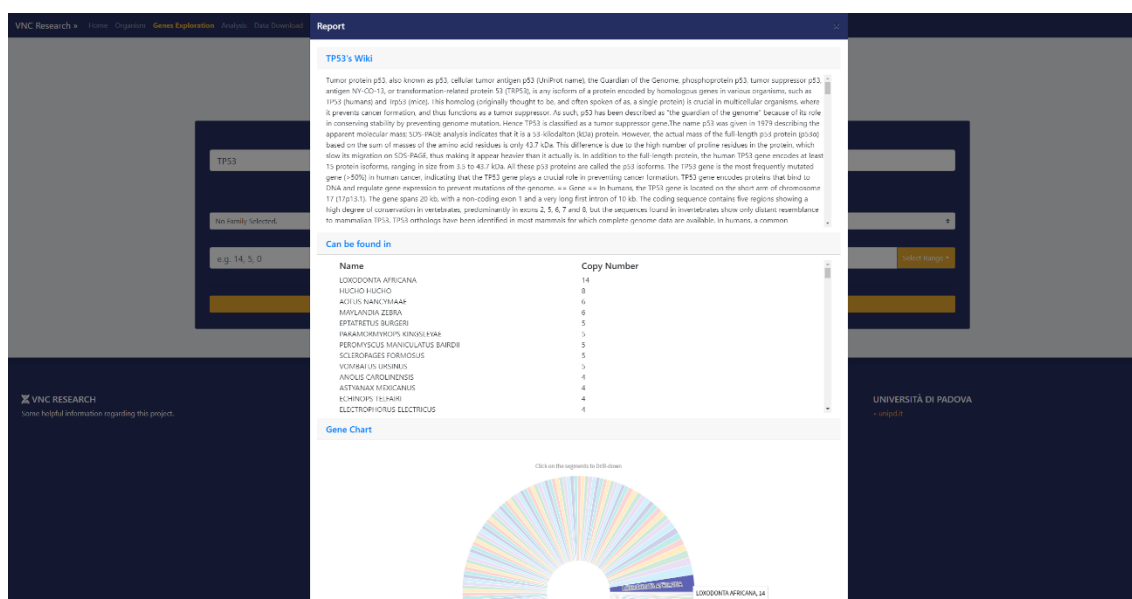 VNC Research » Home Organism Genes Exploration Analysis Data Download
Report
×
TP53's Wiki
Tumor protein p53, also known as p53, cellular tumor antigen p53 (UniProt name), the Guardian of the Genome, phosphoprotein p53, tumor suppressor p53,
antigen NY-CO-13, or transformation-related protein 53 (TRP53), is any isoform of a protein encoded by homologous genes in various organisms, such as
TP53 (humans) and Trp53 (mice). This homolog (originally thought to be, and often spoken of as, a single protein) is crucial in multicellular organisms, where
it prevents cancer formation, and thus functions as a tumor suppressor. As such, p53 has been described as "the guardian of the genome" because of its role
in conserving stability by preventing genome mutation. Hence TP53 is classified as a tumor suppressor gene.The name p53 was given in 1979 describing the
apparent molecular mass; SDS-PAGE analysis indicates that it is a 53-kilodalton (kDa) protein. However, the actual mass of the full-length p53 protein (p53α)
based on the sum of masses of the amino acid residues is only 43.7 kDa. This difference is due to the high number of proline residues in the protein, which
slow its migration on SDS-PAGE, thus making it appear heavier than it actually is. In addition to the full-length protein, the human TP53 gene encodes at least
15 protein isoforms, ranging in size from 3.5 to 43.7 kDa. All these p53 proteins are called the p53 isoforms. The TP53 gene is the most frequently mutated
gene (>50%) in human cancer, indicating that the TP53 gene plays a crucial role in preventing cancer formation. TP53 gene encodes proteins that bind to
DNA and regulate gene expression to prevent mutations of the genome. == Gene == In humans, the TP53 gene is located on the short arm of chromosome
17 (17p13.1). The gene spans 20 kb, with a non-coding exon 1 and a very long first intron of 10 kb. The coding sequence contains five regions showing a
high degree of conservation in vertebrates, predominantly in exons 2, 5, 6, 7 and 8, but the sequences found in invertebrates show only distant resemblance
to mammalian TP53. TP53 orthologs have been identified in most mammals for which complete genome data are available. In humans, a common
TP53
No Family Selected.
e.g. 14, 5, 0
Select Range
Can be found in
Name Copy Number
LOXODONTA AFRICANA 14
HUCHO HUCHO 8
AOTUS NANCYMAAE 6
MAYLANDIA ZEBRA 6
EPTATRETUS BURGERI 5
PARAMORMYROPS KINGSLEYAE 5
PEROMYSCUS MANICULATUS BAIRDII 5
SCLEROPAGES FORMOSUS 5
VOMBATUS URSINUS 5
ANOLIS CAROLINENSIS 4
ASTYANAX MEXICANUS 4
ECHINOPS TELFAIRI 4
ELECTROPHORUS ELECTRICUS 4
VNC RESEARCH
Some helpful information regarding this project.
UNIVERSITÀ DI PADOVA
» unipd.it
Gene Chart
Click on the segments to Drill-down
LOXODONTA AFRICANA
LOXODONTA AFRICANA, 14